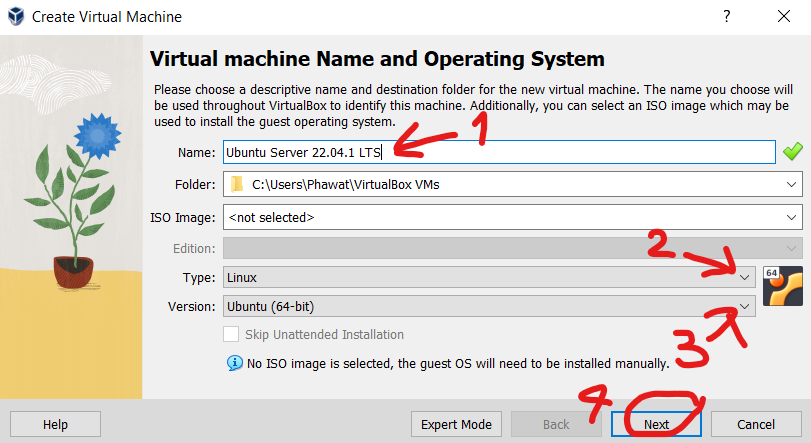 Create Virtual Machine
?
Virtual machine Name and Operating System
Please choose a descriptive name and destination folder for the new virtual machine. The name you choose will
be used throughout VirtualBox to identify this machine. Additionally, you can select an ISO image which may be
used to install the guest operating system.
1
Name: Ubuntu Server 22.04.1 LTS
Folder: C:\Users\Phawat\VirtualBox VMs
ISO Image: <not selected>
Edition:
2
Type: Linux
64
Version: Ubuntu (64-bit)
Skip Unattended Installation
3
No ISO image is selected, the guest OS will need to be installed manually.
4
Help Expert Mode Back Next Cancel